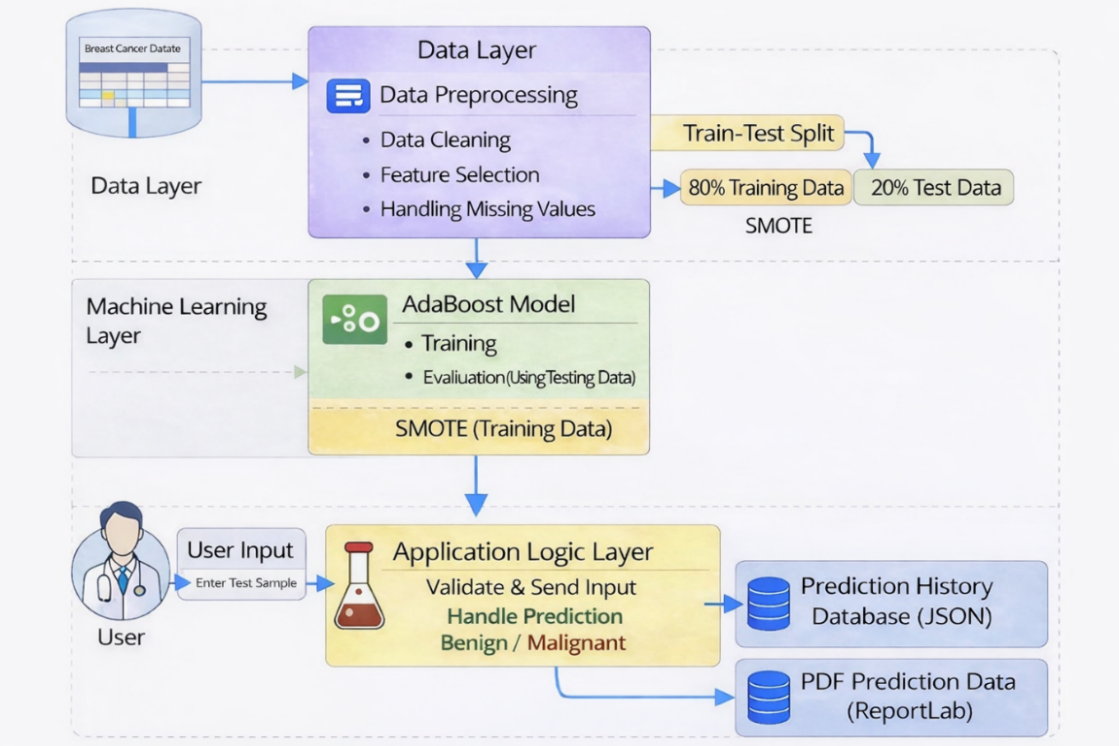 Breast Cancer Datate
Data Layer
Data Layer
Data Preprocessing
• Data Cleaning
• Feature Selection
• Handling Missing Values
Train-Test Split
80% Training Data
20% Test Data
SMOTE
Machine Learning
Layer
AdaBoost Model
• Training
• Evaliuation (Using Testing Data)
SMOTE (Training Data)
User
User Input
Enter Test Sample
Application Logic Layer
Validate & Send Input
Handle Prediction
Benign / Malignant
Prediction History
Database (JSON)
PDF Prediction Data
(ReportLab)